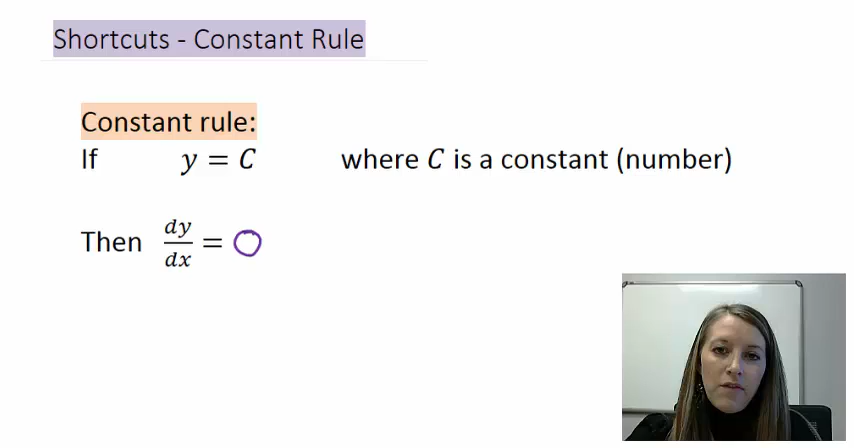 Shortcuts - Constant Rule
Constant rule:
If y = C where C is a constant (number)
Then dy/dx = 0